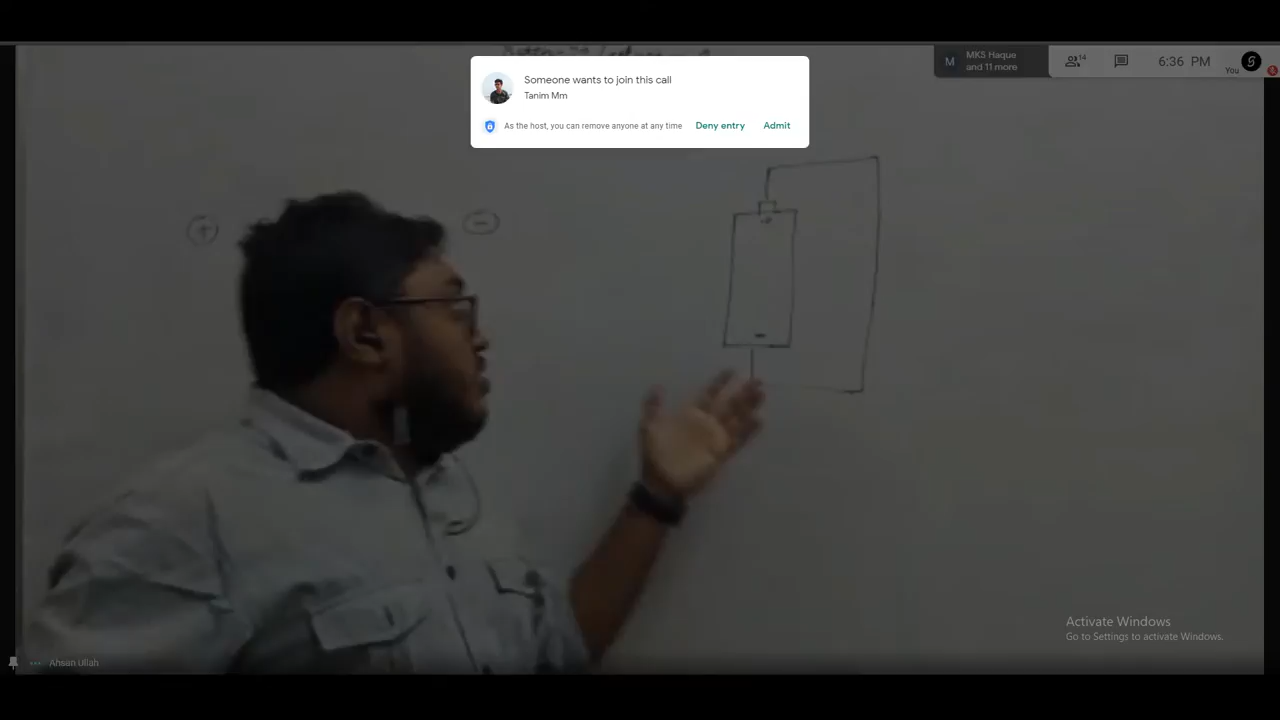 Someone wants to join this call
Tanim Mm
As the host, you can remove anyone at any time
Deny entry
Admit
M
MK5 Haque
and 11 more
14
6:36 PM
You
4
+
−
+
−
Activate Windows
Go to Settings to activate Windows.
Ahsan Ullah